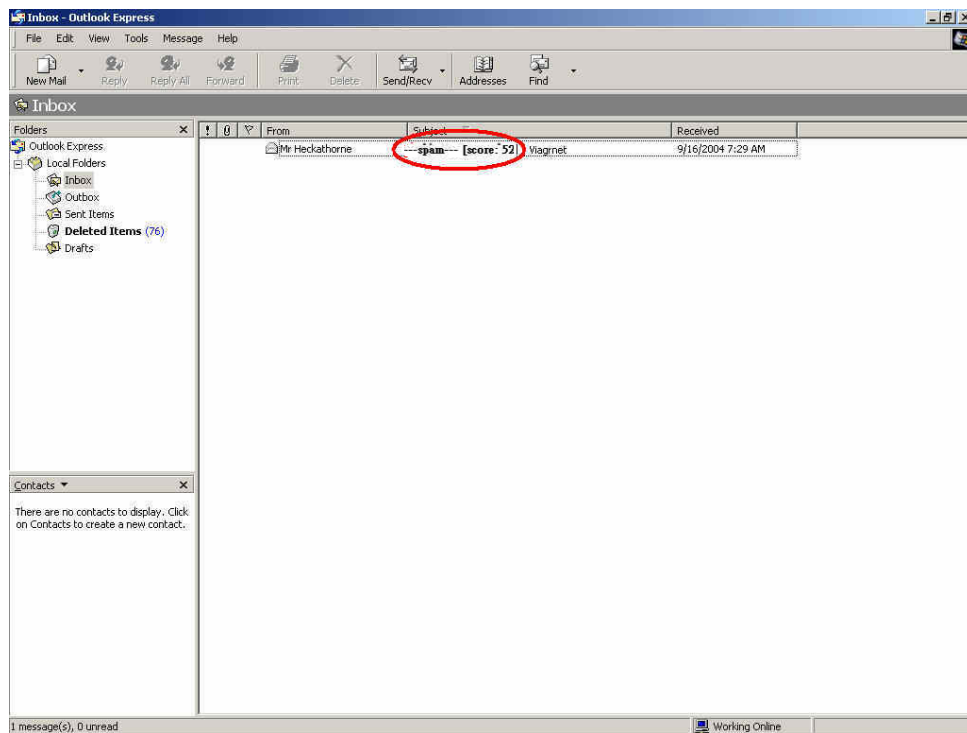 Inbox - Outlook Express
File Edit View Tools Message Help
New Mail Reply Reply All Forward Print Delete Send/Recv Addresses Find
Inbox
Folders
! From Subject Received
Outlook Express
Mr Heckathorne ---spam--- [score: 52] Viagrnet 9/16/2004 7:29 AM
Local Folders
Inbox
Outbox
Sent Items
Deleted Items (76)
Drafts
Contacts
There are no contacts to display. Click
on Contacts to create a new contact.
1 message(s), 0 unread Working Online